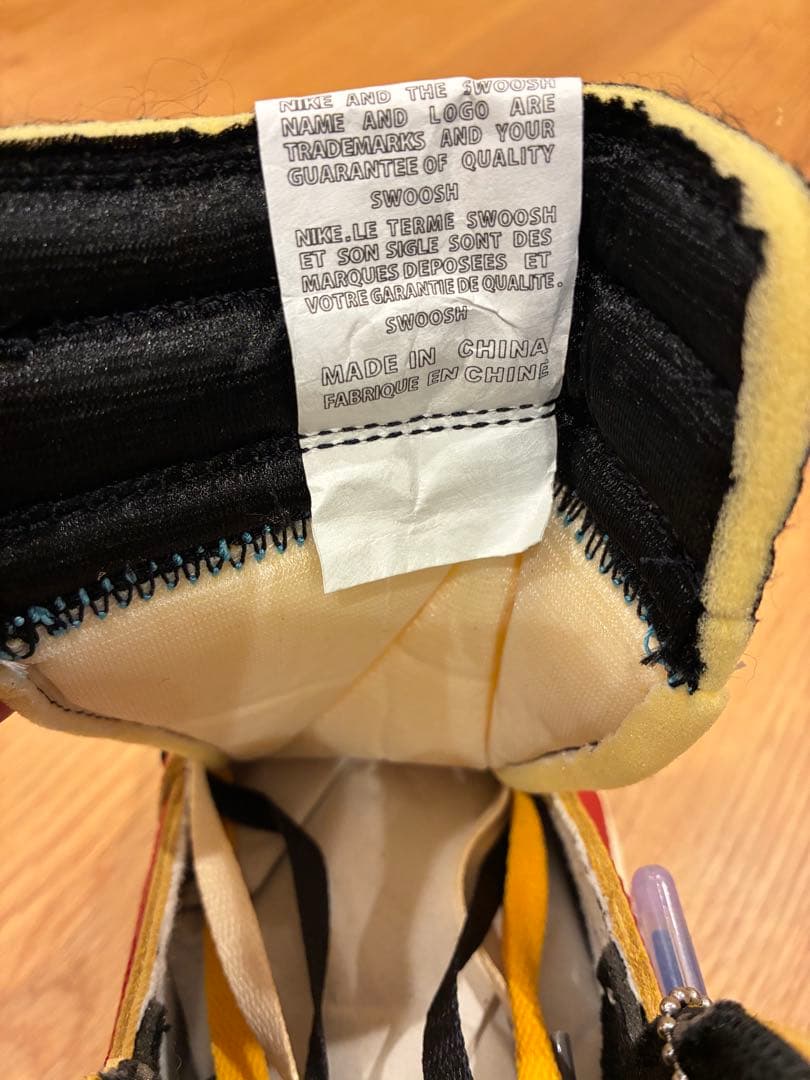 NIKE AND THE SWOOSH
NAME AND LOGO ARE
TRADEMARKS AND YOUR
GUARANTEE OF QUALITY
SWOOSH
NIKE.LE TERME SWOOSH
ET SON SIGLE SONT DES
MARQUES DEPOSEES ET
VOTRE GARANTIE DE QUALITE.
SWOOSH
MADE IN CHINA
FABRIQUE EN CHINE